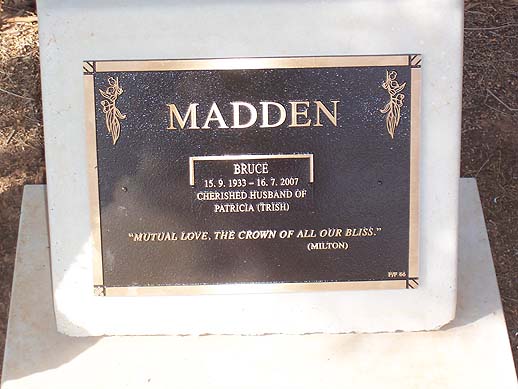 MADDEN
BRUCE
15. 9. 1933 – 16. 7. 2007
CHERISHED HUSBAND OF
PATRICIA (TRISH)
“MUTUAL LOVE, THE CROWN OF ALL OUR BLISS.”
(MILTON)
F/F 66